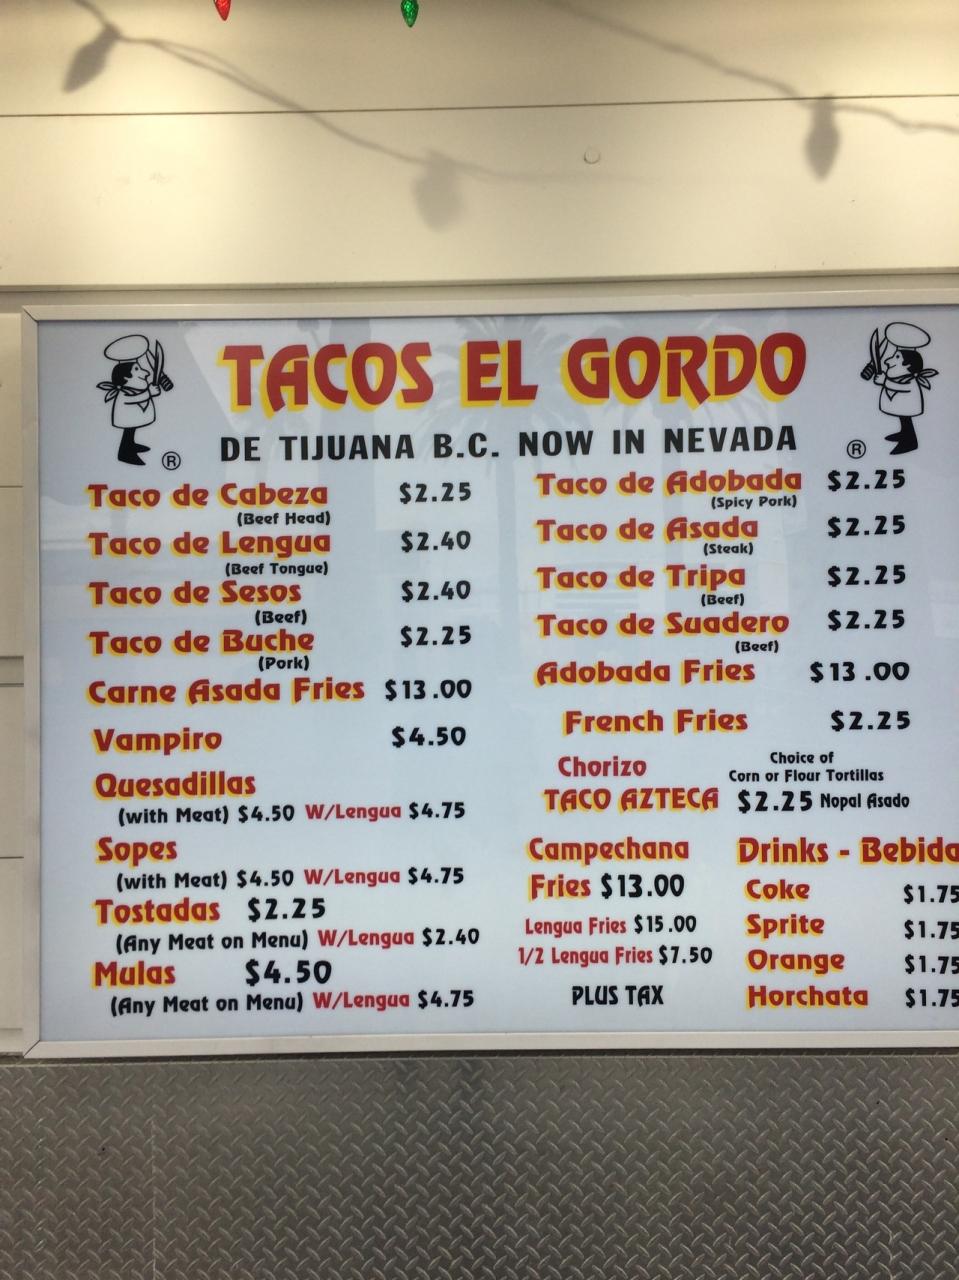 TACOS EL GORDO
®
®
DE TIJUANA B.C. NOW IN NEVADA
Taco de Cabeza $2.25
(Beef Head)
Taco de Lengua $2.40
(Beef Tongue)
Taco de Sesos $2.40
(Beef)
Taco de Buche $2.25
(Pork)
Carne Asada Fries $13.00
Vampiro $4.50
Quesadillas
(with Meat) $4.50 W/Lengua $4.75
Sopes
(with Meat) $4.50 W/Lengua $4.75
Tostadas $2.25
(Any Meat on Menu) W/Lengua $2.40
Mulas $4.50
(Any Meat on Menu) W/Lengua $4.75
Taco de Adobada $2.25
(Spicy Pork)
Taco de Asada $2.25
(Steak)
Taco de Tripa $2.25
(Beef)
Taco de Suadero $2.25
(Beef)
Adobada Fries $13.00
French Fries $2.25
Chorizo
Choice of
Corn or Flour Tortillas
TACO AZTECA $2.25 Nopal Asado
Campechana
Fries $13.00
Lengua Fries $15.00
1/2 Lengua Fries $7.50
PLUS TAX
Drinks - Bebida
Coke $1.75
Sprite $1.75
Orange $1.75
Horchata $1.75